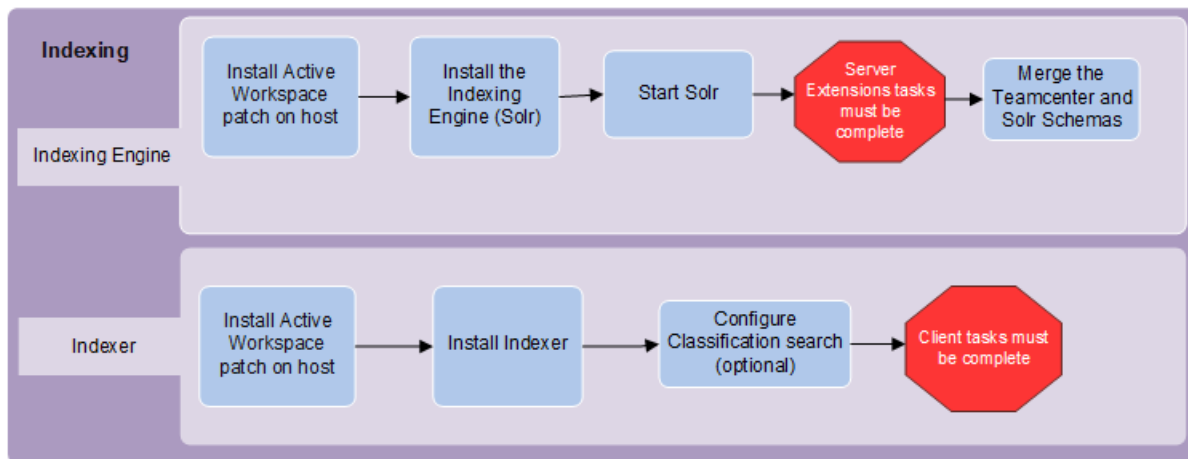 Indexing
Indexing Engine
Install Active
Workspace
patch on host
Install the
Indexing
Engine (Solr)
Start Solr
Server
Extensions tasks
must be
complete
Merge the
Teamcenter and
Solr Schemas
Indexer
Install Active
Workspace
patch on host
Install Indexer
Configure
Classification search
(optional)
Client tasks must
be complete